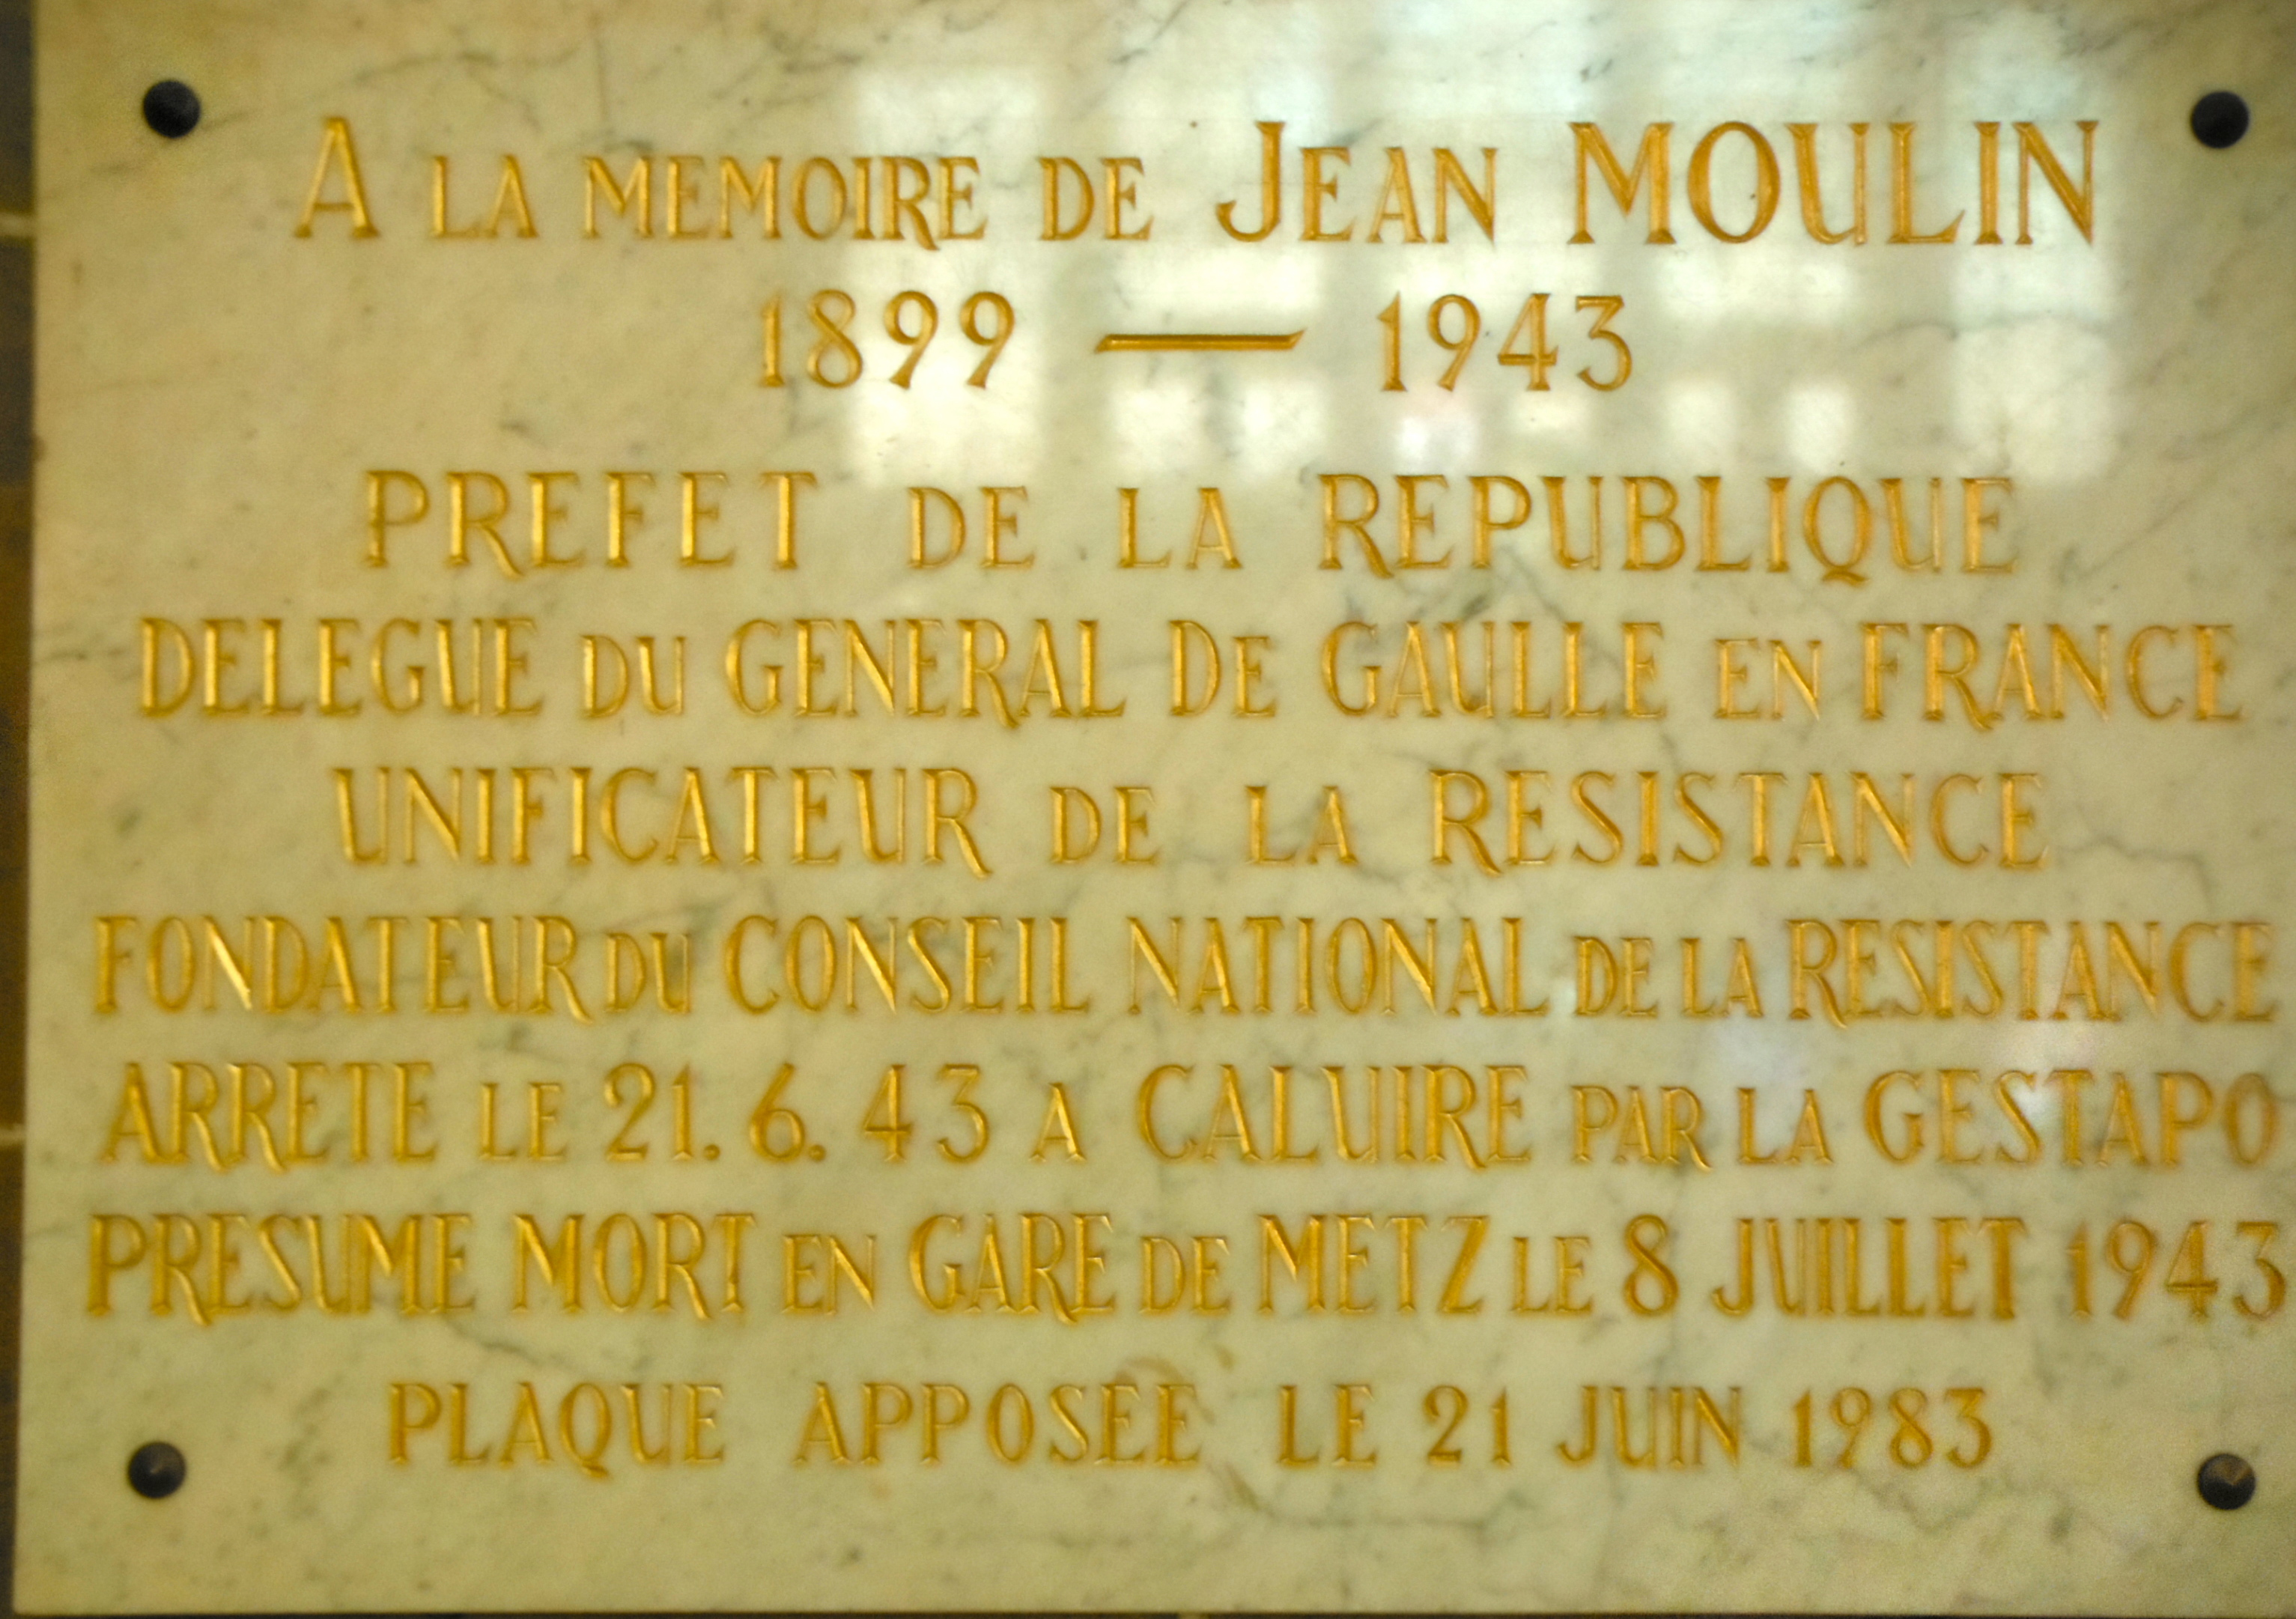 A LA MEMOIRE DE JEAN MOULIN
1899 — 1943
PREFET DE LA REPUBLIQUE
DELEGUE DU GENERAL DE GAULLE EN FRANCE
UNIFICATEUR DE LA RESISTANCE
FONDATEUR DU CONSEIL NATIONAL DE LA RESISTANCE
ARRETE LE 21.6.43 A CALUIRE PAR LA GESTAPO
PRESUME MORT EN GARE DE METZ LE 8 JUILLET 1943
PLAQUE APPOSEE LE 21 JUIN 1983